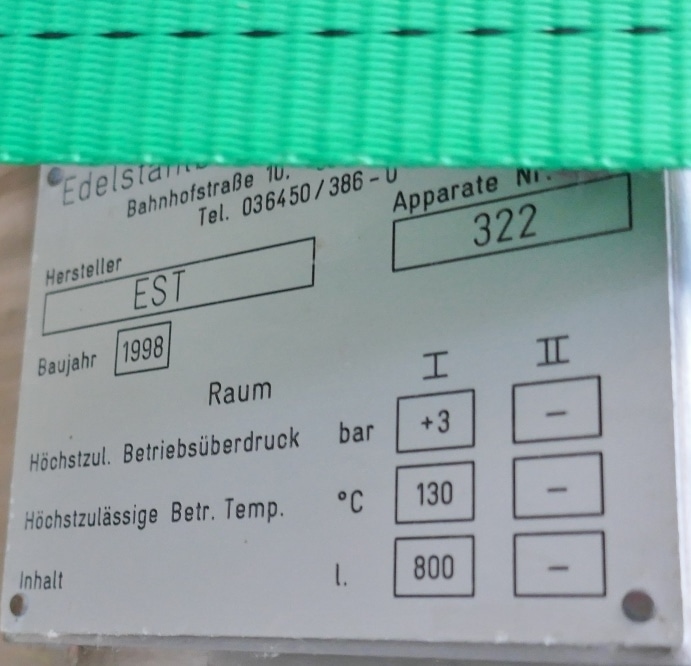 Bahnhofstraße 10.
Tel. 036450/386-0
Apparate Nr.
322
Hersteller
EST
Baujahr 1998
Raum I II
Höchstzul. Betriebsüberdruck bar +3 –
Höchstzulässige Betr. Temp. °C 130 –
Inhalt l. 800 –